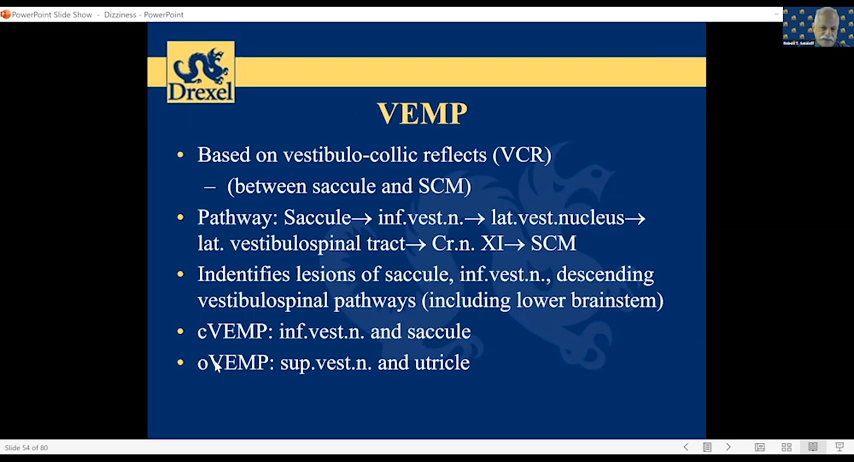 PowerPoint Slide Show - Dizziness - PowerPoint
Drexel
VEMP
• Based on vestibulo-collic reflects (VCR)
– (between saccule and SCM)
• Pathway: Saccule→ inf.vest.n.→ lat.vest.nucleus→
lat. vestibulospinal tract→ Cr.n. XI→ SCM
• Indentifies lesions of saccule, inf.vest.n., descending
vestibulospinal pathways (including lower brainstem)
• cVEMP: inf.vest.n. and saccule
• oVEMP: sup.vest.n. and utricle
Slide 54 of 80